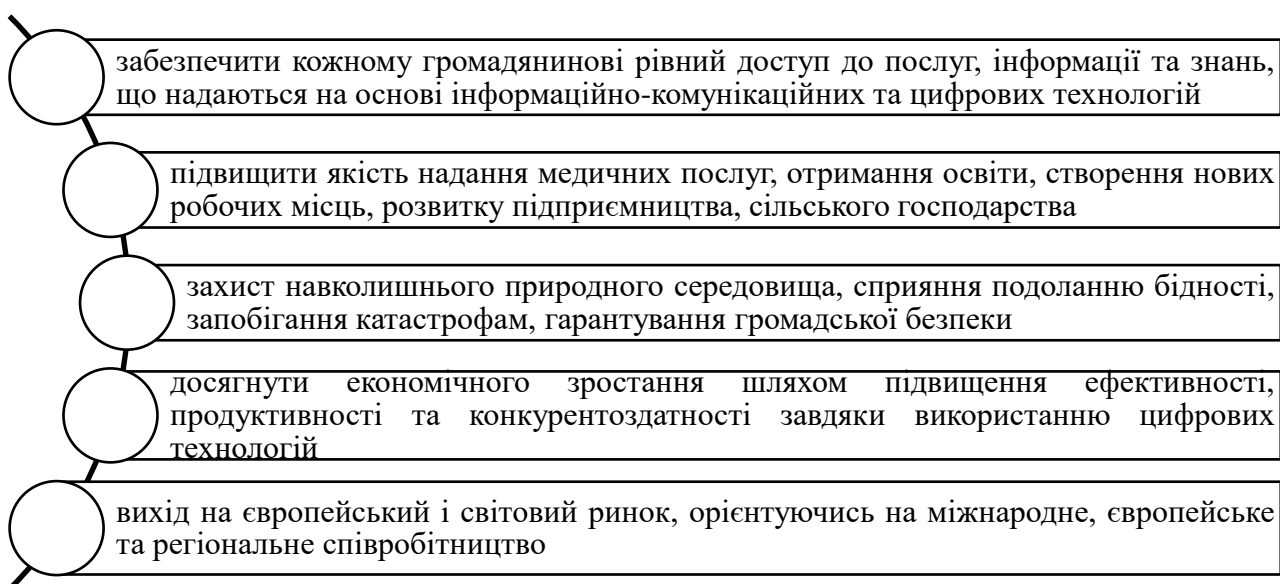 забезпечити кожному громадянинові рівний доступ до послуг, інформації та знань,
що надаються на основі інформаційно-комунікаційних та цифрових технологій
підвищити якість надання медичних послуг, отримання освіти, створення нових
робочих місць, розвитку підприємництва, сільського господарства
захист навколишнього природного середовища, сприяння подоланню бідності,
запобігання катастрофам, гарантування громадської безпеки
досягнути економічного зростання шляхом підвищення ефективності,
продуктивності та конкурентоздатності завдяки використанню цифрових
технологій
вихід на європейський і світовий ринок, орієнтуючись на міжнародне, європейське
та регіональне співробітництво